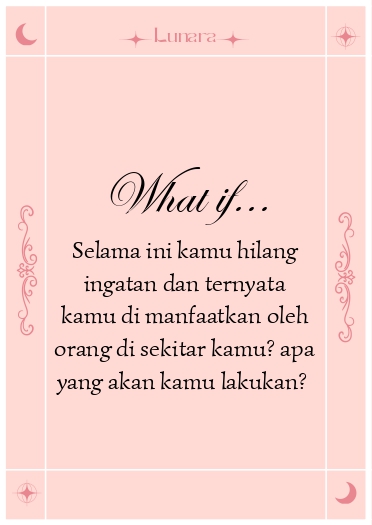 Lunara
What if...
Selama ini kamu hilang
ingatan dan ternyata
kamu di manfaatkan oleh
orang di sekitar kamu? apa
yang akan kamu lakukan?